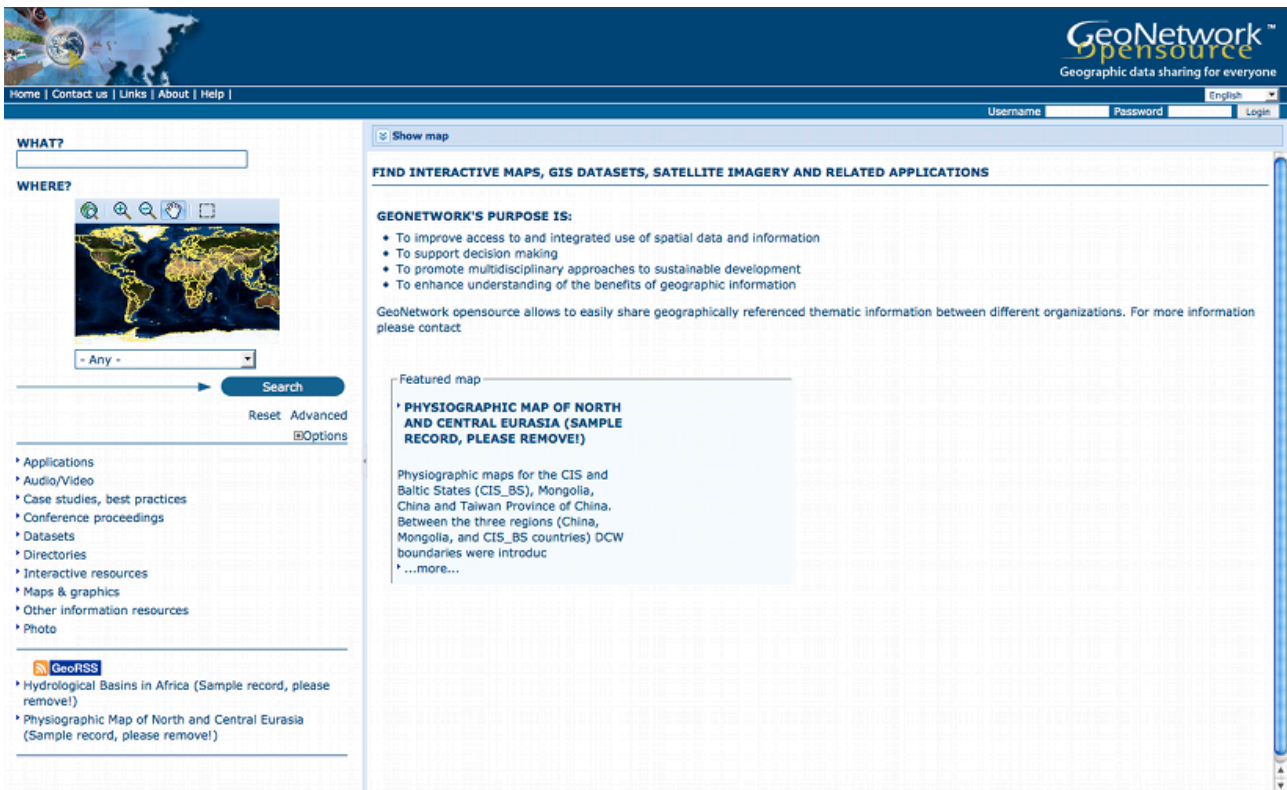 GeoNetwork™
Opensource
Geographic data sharing for everyone
Home | Contact us | Links | About | Help |
English
Username
Password
Login
WHAT?
WHERE?
- Any -
Search
Reset Advanced
Options
Applications
Audio/Video
Case studies, best practices
Conference proceedings
Datasets
Directories
Interactive resources
Maps & graphics
Other information resources
Photo
GeoRSS
Hydrological Basins in Africa (Sample record, please
remove!)
Physiographic Map of North and Central Eurasia
(Sample record, please remove!)
Show map
FIND INTERACTIVE MAPS, GIS DATASETS, SATELLITE IMAGERY AND RELATED APPLICATIONS
GEONETWORK'S PURPOSE IS:
• To improve access to and integrated use of spatial data and information
• To support decision making
• To promote multidisciplinary approaches to sustainable development
• To enhance understanding of the benefits of geographic information
GeoNetwork opensource allows to easily share geographically referenced thematic information between different organizations. For more information
please contact
Featured map
PHYSIOGRAPHIC MAP OF NORTH
AND CENTRAL EURASIA (SAMPLE
RECORD, PLEASE REMOVE!)
Physiographic maps for the CIS and
Baltic States (CIS_BS), Mongolia,
China and Taiwan Province of China.
Between the three regions (China,
Mongolia, and CIS_BS countries) DCW
boundaries were introduc
...more...